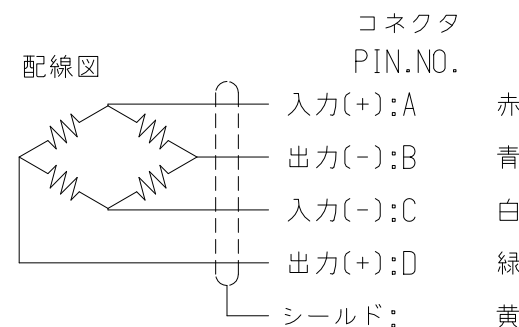 コネクタ
配線図 PIN.NO.
入力(+):A 赤
出力(-):B 青
入力(-):C 白
出力(+):D 緑
シールド: 黄